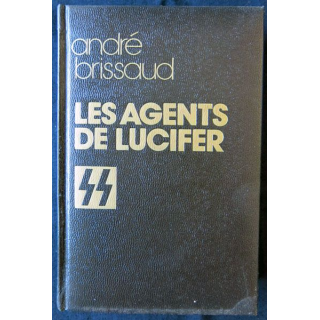 andré
brissaud
LES AGENTS
DE LUCIFER
SS